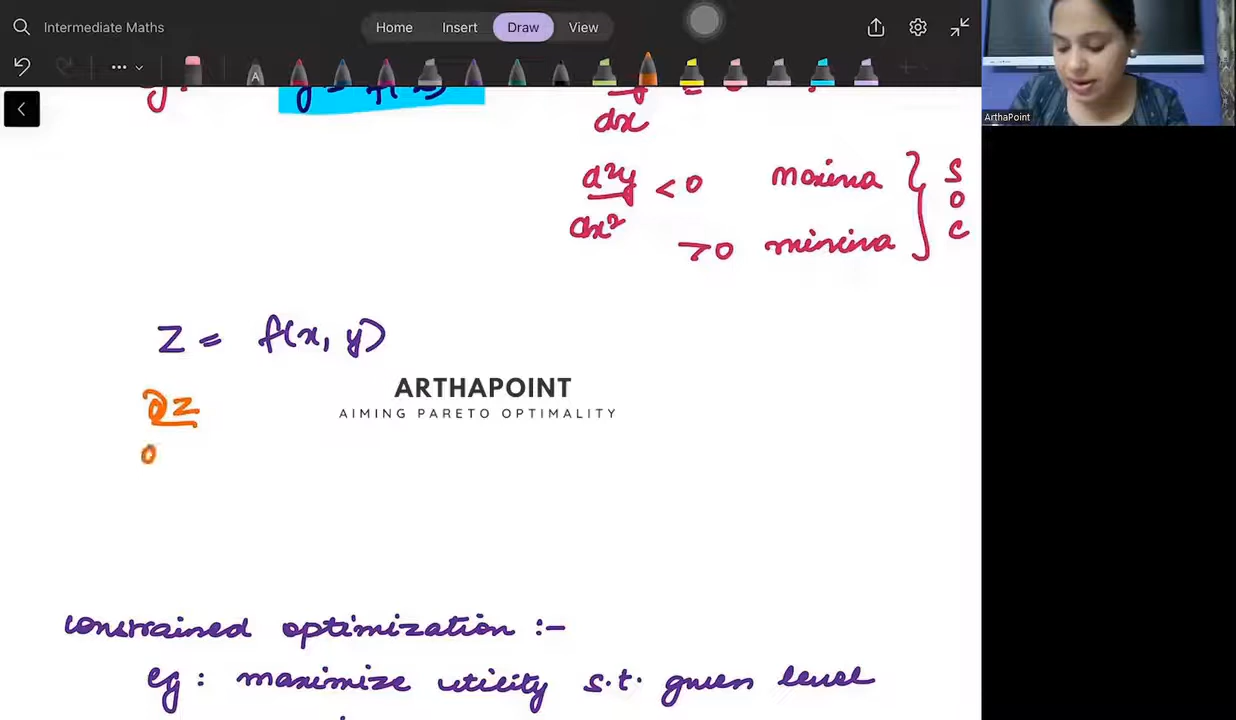 Intermediate Maths
Home Insert Draw View
A
y = f(x)
dx
d²y < 0 maxima } S
dx² O
> 0 minima C
Z = f(x, y)
∂z
ARTHAPOINT
AIMING PARETO OPTIMALITY
constrained optimization :-
eg : maximize utility s.t. given level
ArthaPoint